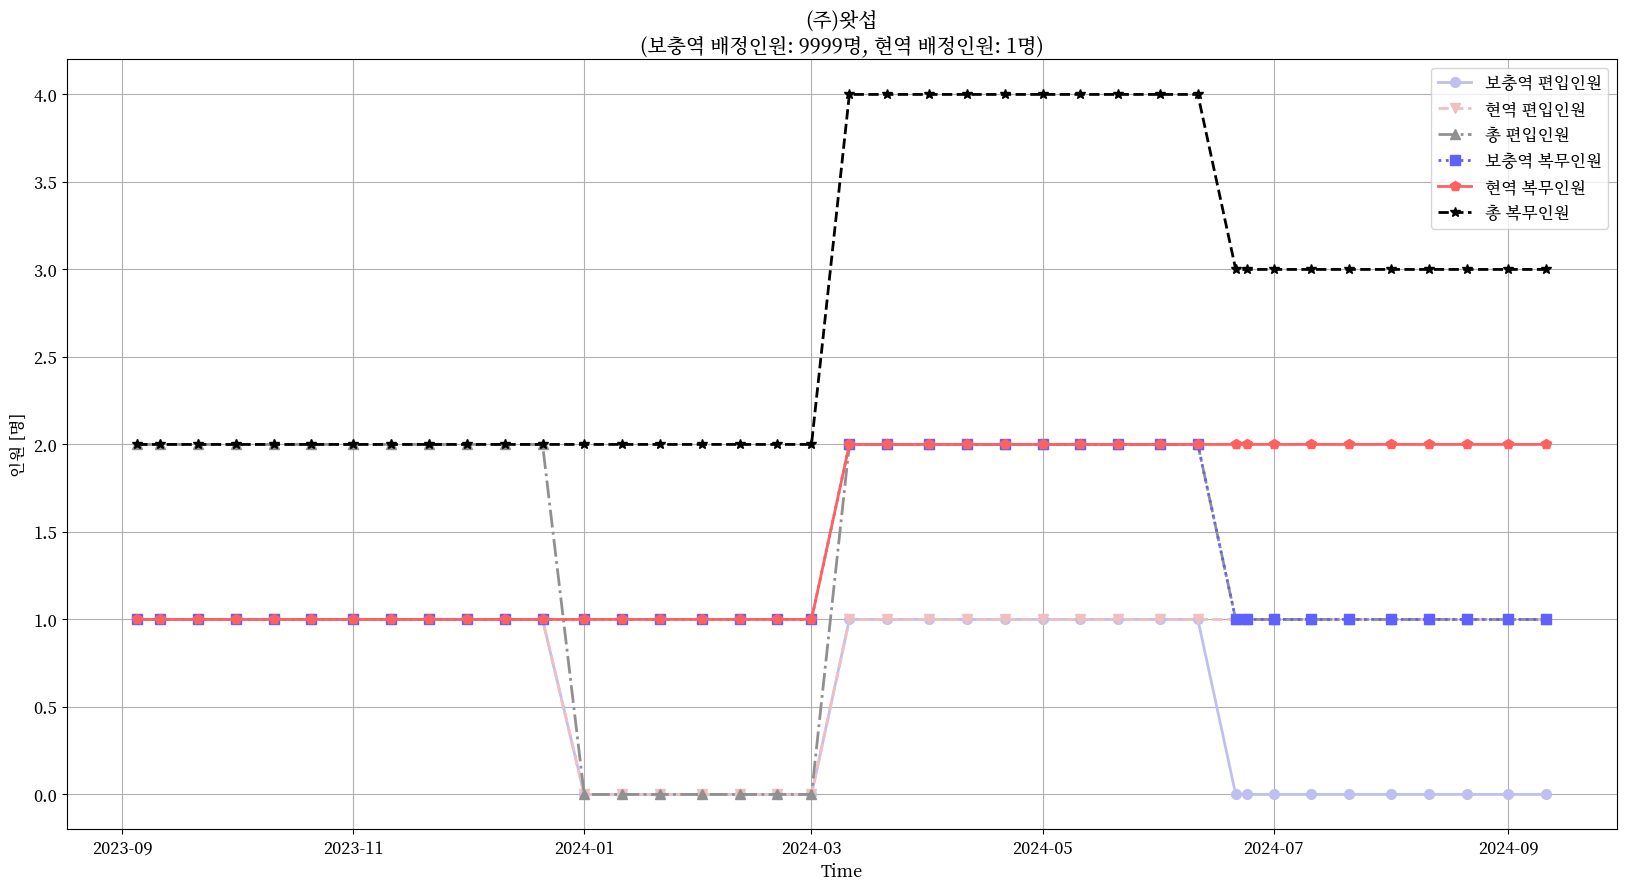 (주)왓섭
(보충역 배정인원: 9999명, 현역 배정인원: 1명)
보충역 편입인원
현역 편입인원
총 편입인원
보충역 복무인원
현역 복무인원
총 복무인원
인원 [명]
4.0
3.5
3.0
2.5
2.0
1.5
1.0
0.5
0.0
2023-09
2023-11
2024-01
2024-03
2024-05
2024-07
2024-09
Time